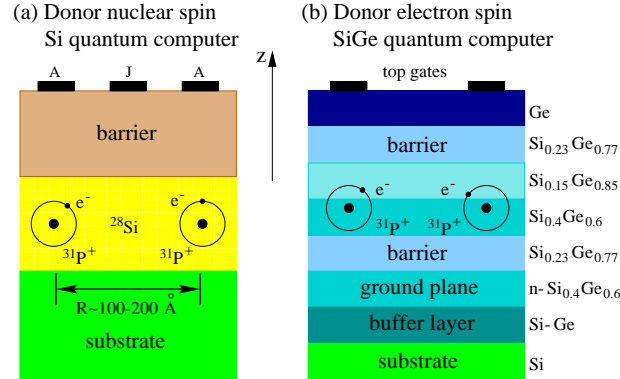 (a) Donor nuclear spin
Si quantum computer
A J A
barrier
e⁻ e⁻
²⁸Si
³¹P⁺ ³¹P⁺
R~100-200 Å
substrate
z
(b) Donor electron spin
SiGe quantum computer
top gates
Ge
barrier Si₀.₂₃Ge₀.₇₇
Si₀.₁₅Ge₀.₈₅
e⁻ e⁻
³¹P⁺ ³¹P⁺ Si₀.₄Ge₀.₆
barrier Si₀.₂₃Ge₀.₇₇
ground plane n-Si₀.₄Ge₀.₆
buffer layer Si-Ge
substrate Si